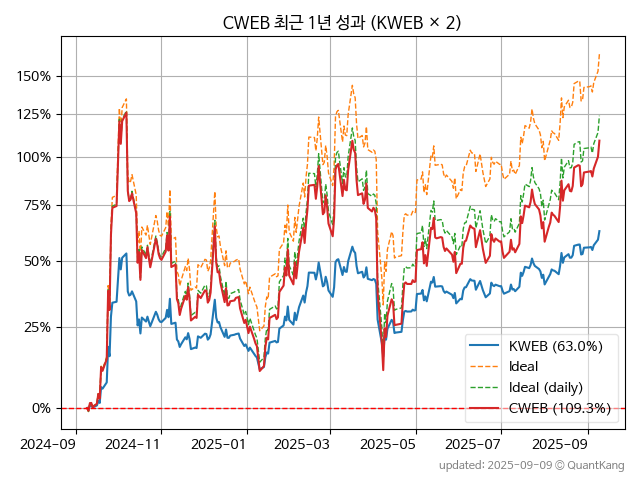 CWEB 최근 1년 성과 (KWEB × 2)
150%
125%
100%
75%
50%
25%
0%
KWEB (63.0%)
Ideal
Ideal (daily)
CWEB (109.3%)
2024-09
2024-11
2025-01
2025-03
2025-05
2025-07
2025-09
updated: 2025-09-09 © QuantKang